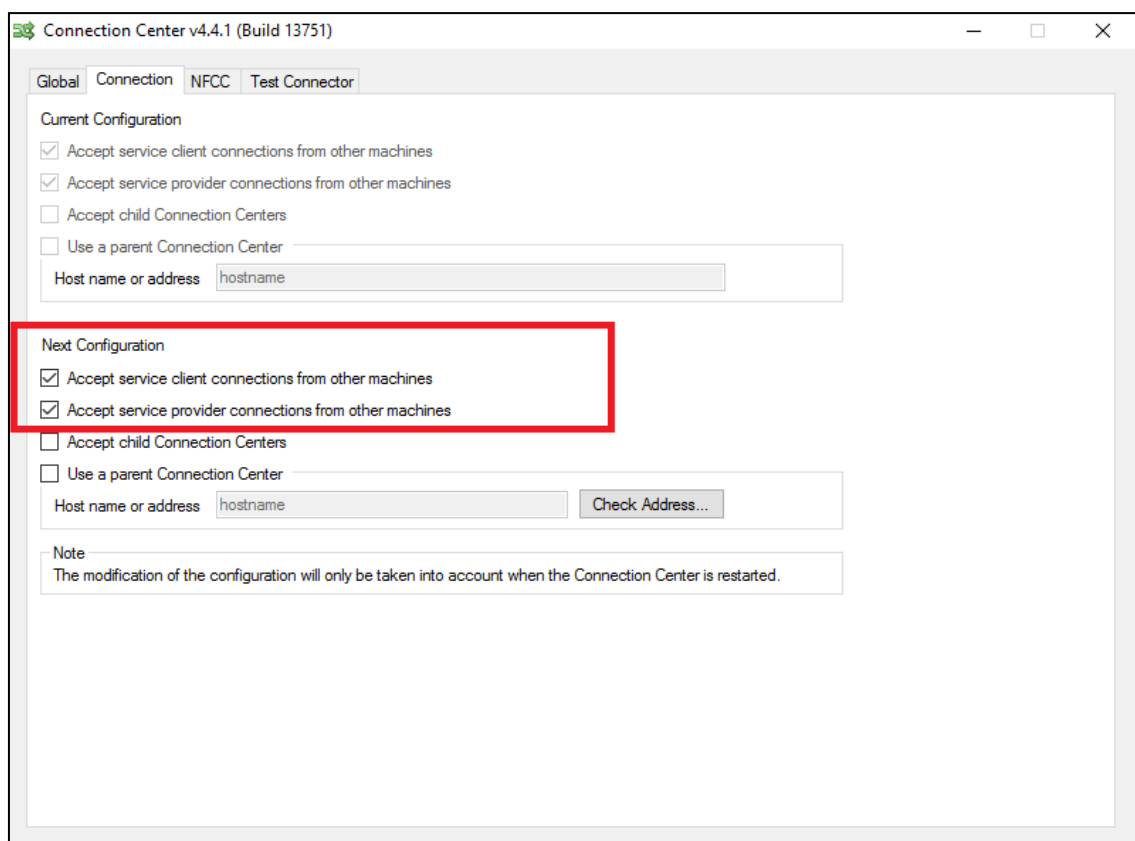 Connection Center v4.4.1 (Build 13751)
Global Connection NFCC Test Connector
Current Configuration
Accept service client connections from other machines
Accept service provider connections from other machines
Accept child Connection Centers
Use a parent Connection Center
Host name or address hostname
Next Configuration
Accept service client connections from other machines
Accept service provider connections from other machines
Accept child Connection Centers
Use a parent Connection Center
Host name or address hostname Check Address...
Note
The modification of the configuration will only be taken into account when the Connection Center is restarted.